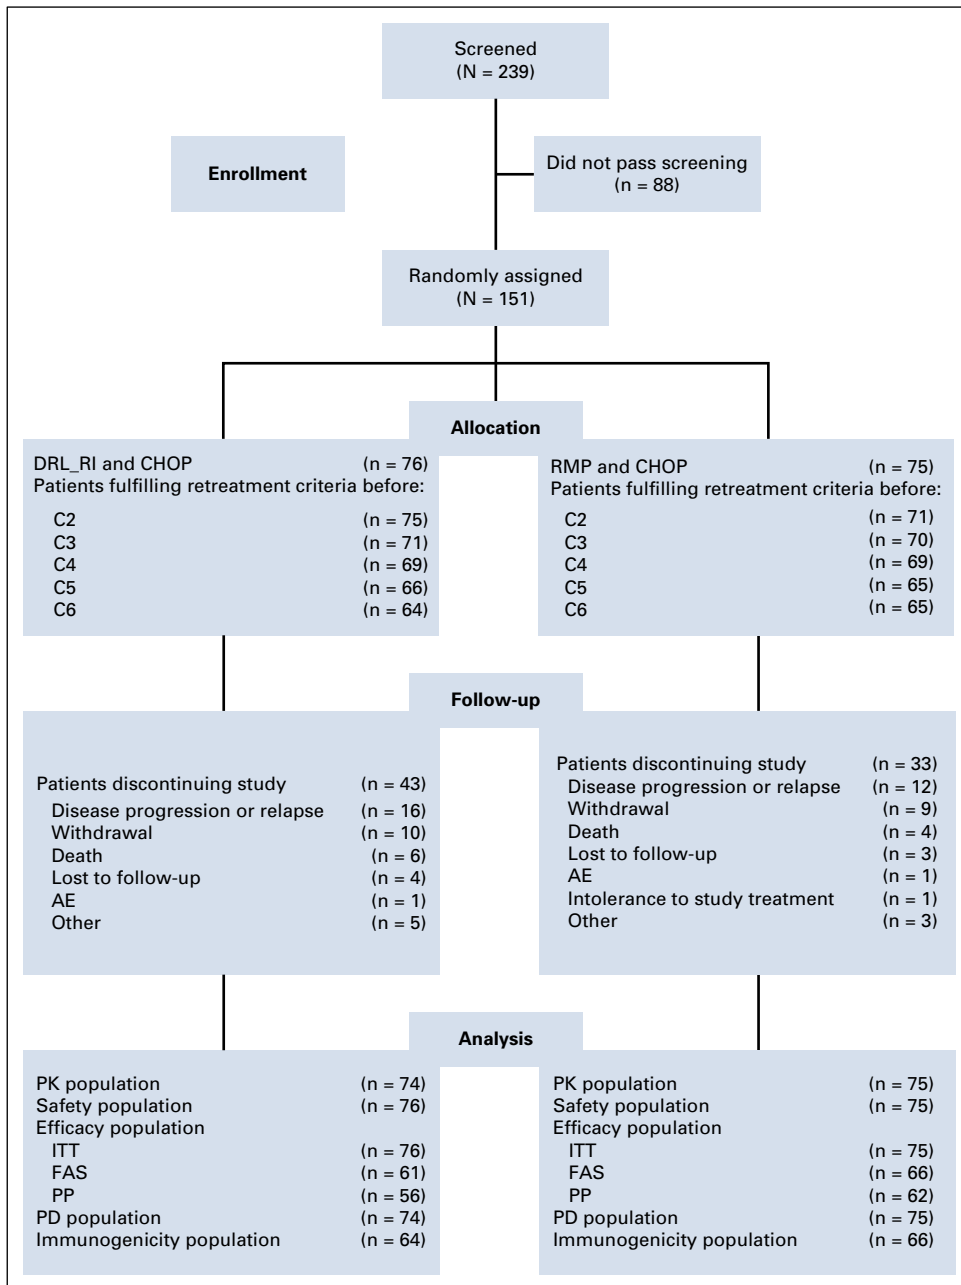 Screened
(N = 239)
Enrollment
Did not pass screening
(n = 88)
Randomly assigned
(N = 151)
Allocation
DRL_RI and CHOP (n = 76)
Patients fulfilling retreatment criteria before:
C2 (n = 75)
C3 (n = 71)
C4 (n = 69)
C5 (n = 66)
C6 (n = 64)
RMP and CHOP (n = 75)
Patients fulfilling retreatment criteria before:
C2 (n = 71)
C3 (n = 70)
C4 (n = 69)
C5 (n = 65)
C6 (n = 65)
Follow-up
Patients discontinuing study (n = 43)
Disease progression or relapse (n = 16)
Withdrawal (n = 10)
Death (n = 6)
Lost to follow-up (n = 4)
AE (n = 1)
Other (n = 5)
Patients discontinuing study (n = 33)
Disease progression or relapse (n = 12)
Withdrawal (n = 9)
Death (n = 4)
Lost to follow-up (n = 3)
AE (n = 1)
Intolerance to study treatment (n = 1)
Other (n = 3)
Analysis
PK population (n = 74)
Safety population (n = 76)
Efficacy population
ITT (n = 76)
FAS (n = 61)
PP (n = 56)
PD population (n = 74)
Immunogenicity population (n = 64)
PK population (n = 75)
Safety population (n = 75)
Efficacy population
ITT (n = 75)
FAS (n = 66)
PP (n = 62)
PD population (n = 75)
Immunogenicity population (n = 66)